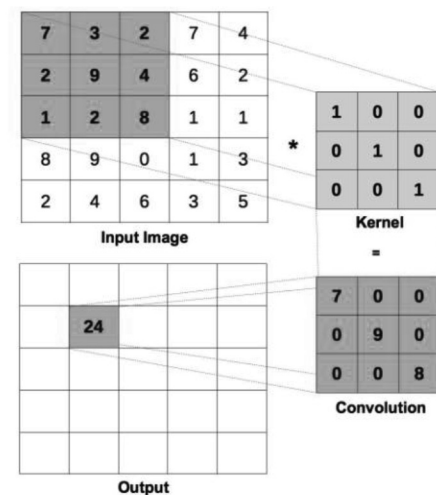 7 3 2 7 4
2 9 4 6 2
1 2 8 1 1
8 9 0 1 3
2 4 6 3 5
Input Image
*
1 0 0
0 1 0
0 0 1
Kernel
=
7 0 0
0 9 0
0 0 8
Convolution
24
Output